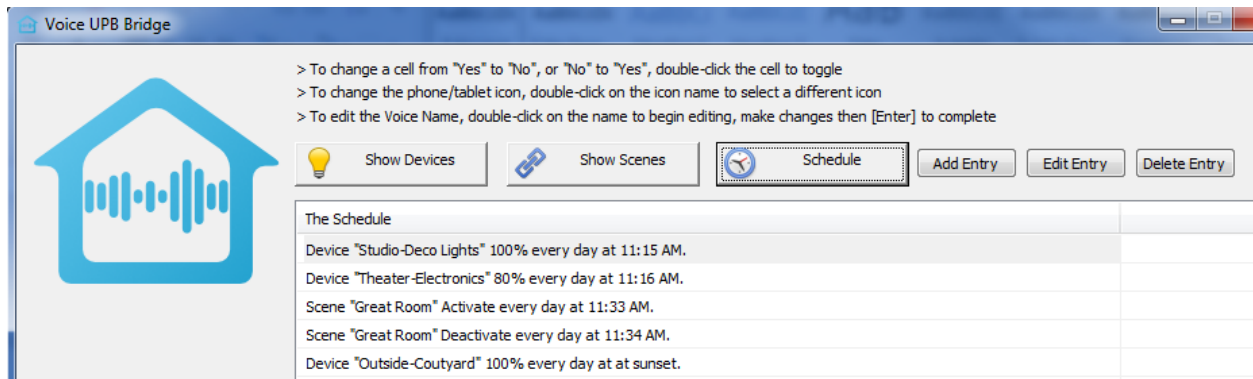 Voice UPB Bridge
> To change a cell from "Yes" to "No", or "No" to "Yes", double-click the cell to toggle
> To change the phone/tablet icon, double-click on the icon name to select a different icon
> To edit the Voice Name, double-click on the name to begin editing, make changes then [Enter] to complete
Show Devices Show Scenes Schedule Add Entry Edit Entry Delete Entry
The Schedule
Device "Studio-Deco Lights" 100% every day at 11:15 AM.
Device "Theater-Electronics" 80% every day at 11:16 AM.
Scene "Great Room" Activate every day at 11:33 AM.
Scene "Great Room" Deactivate every day at 11:34 AM.
Device "Outside-Coutyard" 100% every day at at sunset.